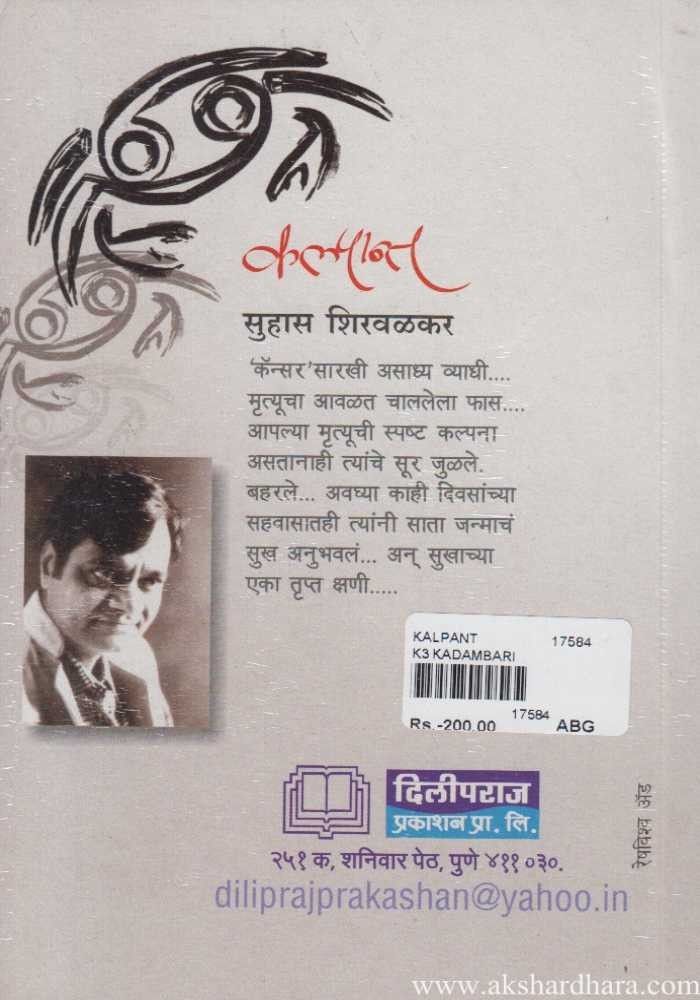 कल्पान्त
सुहास शिरवळकर
'कॅन्सर'सारखी असाध्य व्याधी....
मृत्यूचा आवळत चाललेला फास....
आपल्या मृत्यूची स्पष्ट कल्पना
असतानाही त्यांचे सूर जुळले.
बहरले... अवघ्या काही दिवसांच्या
सहवासातही त्यांनी साता जन्माचं
सुख अनुभवलं... अन् सुखाच्या
एका तृप्त क्षणी.....
KALPANT 17584
K3 KADAMBARI
17584
Rs.-200.00 ABG
दिलीपराज
प्रकाशन प्रा. लि.
२५१ क, शनिवार पेठ, पुणे ४११ ०३०.
diliprajprakashan@yahoo.in
रेषविश्व अ‍ॅड
www.akshardhara.com